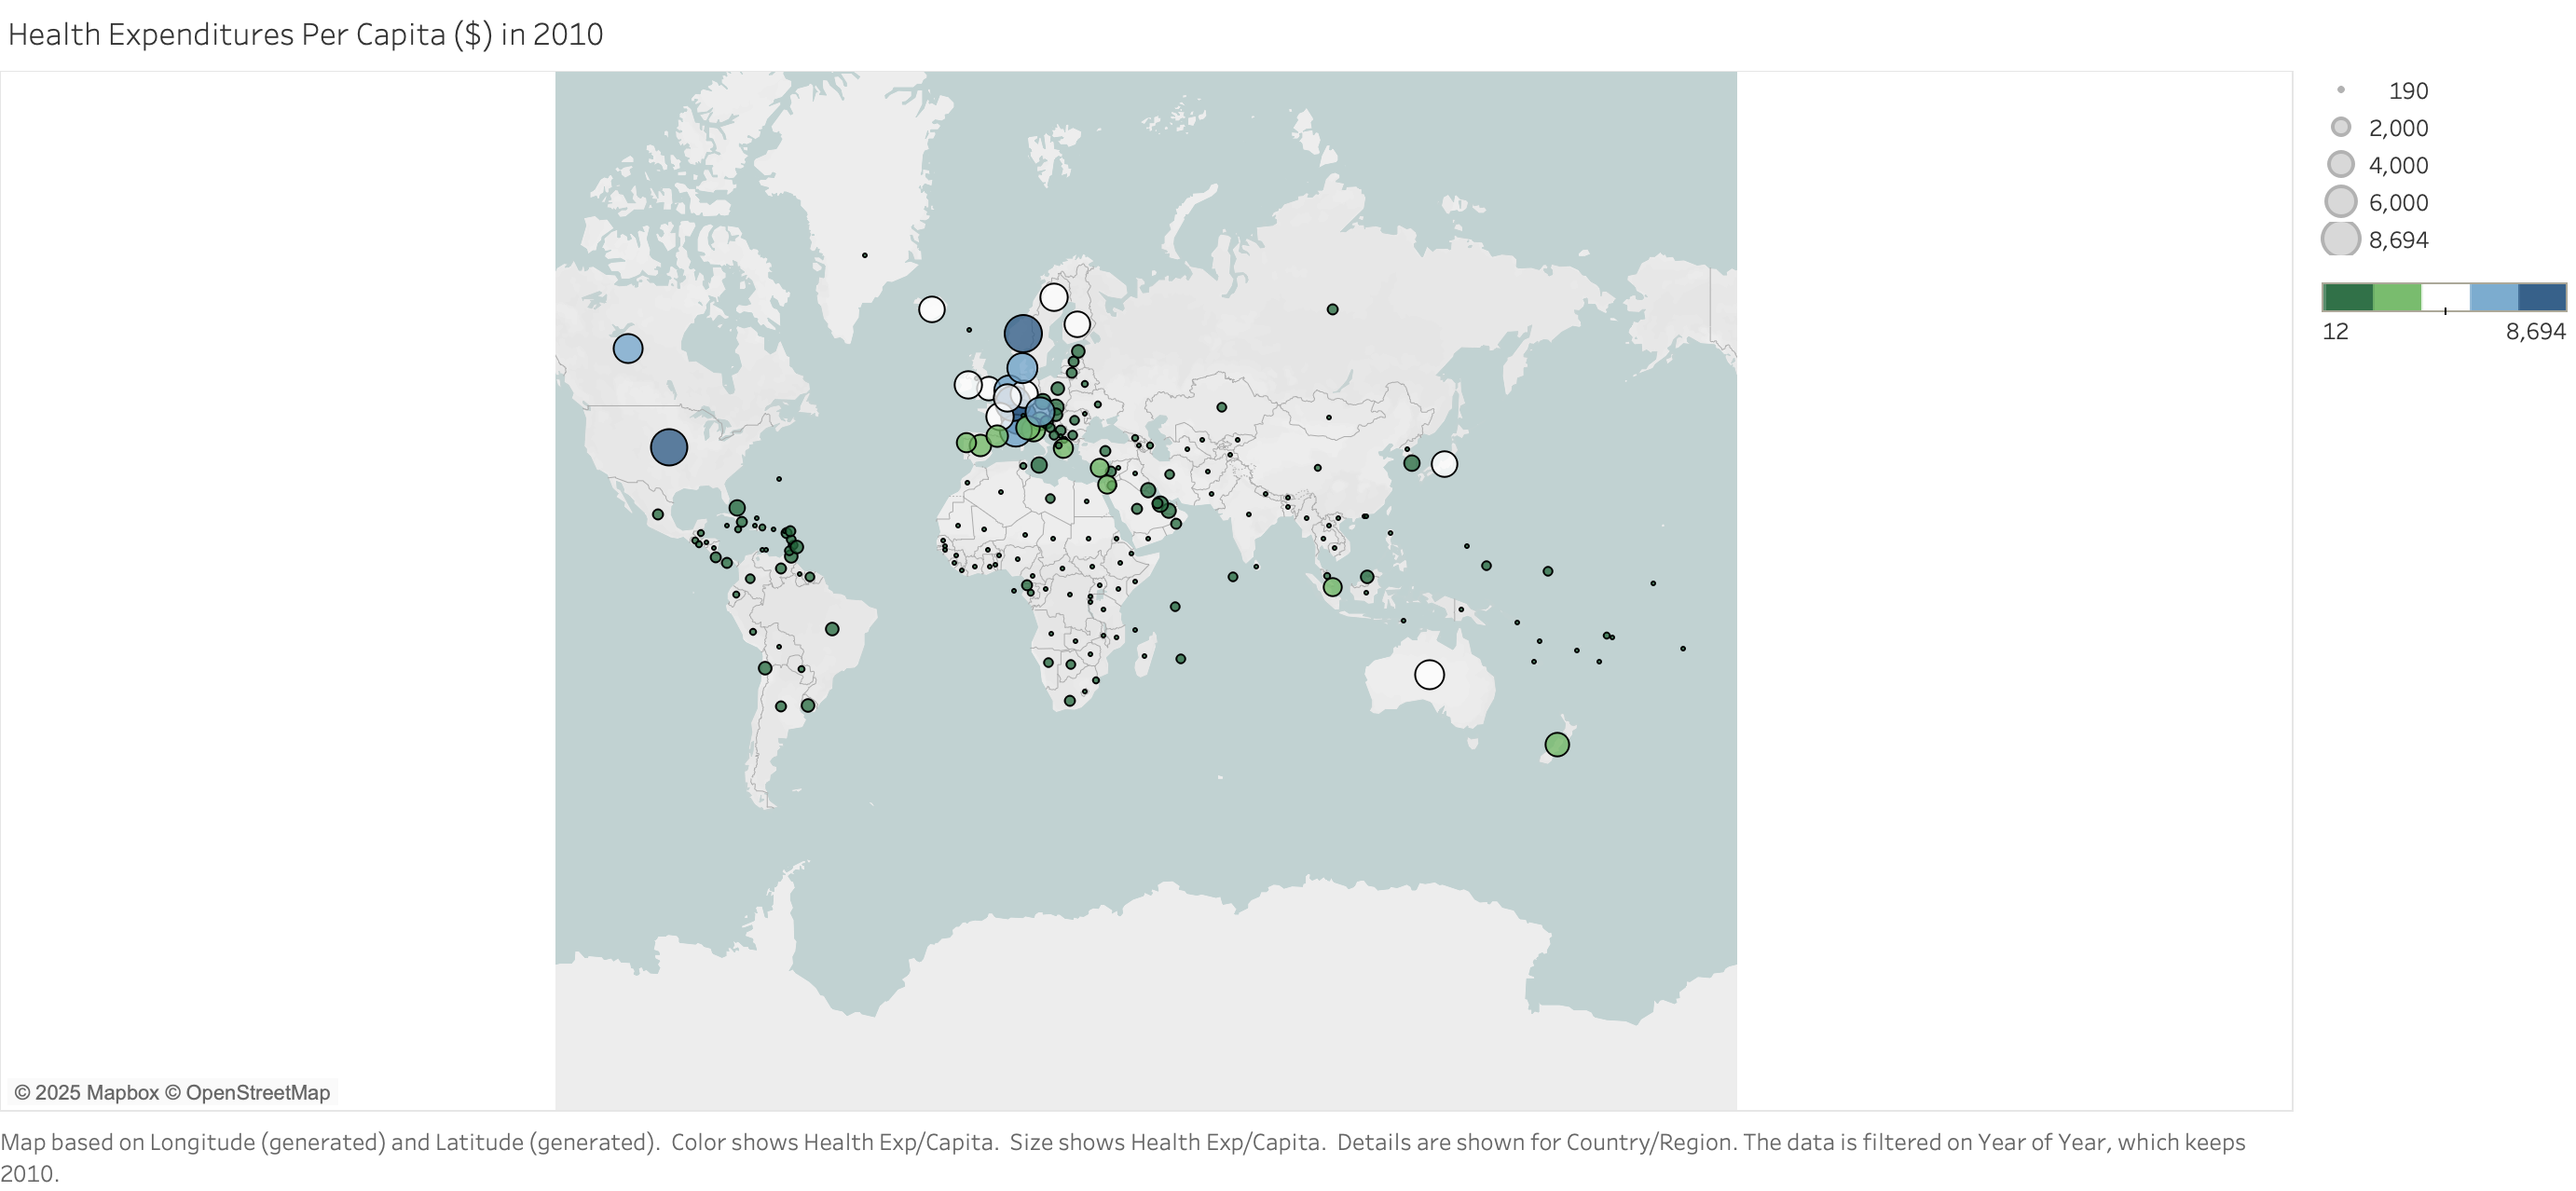 Health Expenditures Per Capita ($) in 2010
190
2,000
4,000
6,000
8,694
12 8,694
© 2025 Mapbox © OpenStreetMap
Map based on Longitude (generated) and Latitude (generated).  Color shows Health Exp/Capita.  Size shows Health Exp/Capita.  Details are shown for Country/Region. The data is filtered on Year of Year, which keeps
2010.